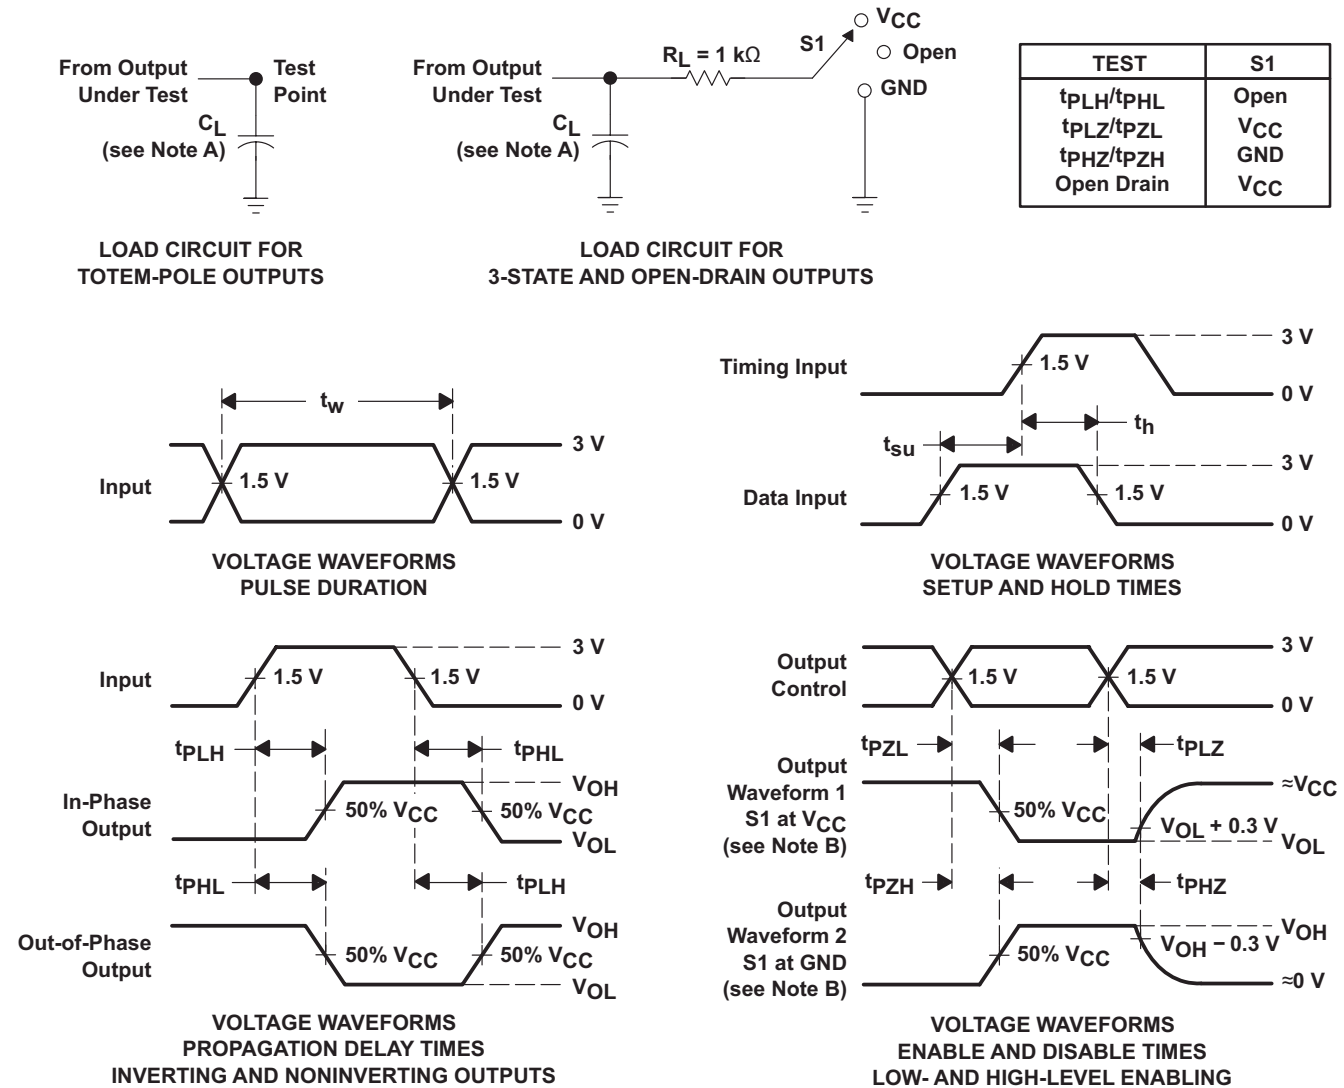 From Output
Under Test
Test
Point
CL
(see Note A)
LOAD CIRCUIT FOR
TOTEM-POLE OUTPUTS
From Output
Under Test
CL
(see Note A)
RL = 1 kΩ
S1
VCC
Open
GND
LOAD CIRCUIT FOR
3-STATE AND OPEN-DRAIN OUTPUTS
TEST S1
tPLH/tPHL Open
tPLZ/tPZL VCC
tPHZ/tPZH GND
Open Drain VCC
tw
Input
1.5 V
1.5 V
3 V
0 V
VOLTAGE WAVEFORMS
PULSE DURATION
Timing Input
1.5 V
3 V
0 V
tsu
th
Data Input
1.5 V
1.5 V
3 V
0 V
VOLTAGE WAVEFORMS
SETUP AND HOLD TIMES
Input
1.5 V
1.5 V
3 V
0 V
tPLH
tPHL
In-Phase
Output
50% VCC
50% VCC
VOH
VOL
tPHL
tPLH
Out-of-Phase
Output
50% VCC
50% VCC
VOH
VOL
VOLTAGE WAVEFORMS
PROPAGATION DELAY TIMES
INVERTING AND NONINVERTING OUTPUTS
Output
Control
1.5 V
1.5 V
3 V
0 V
tPZL
tPLZ
Output
Waveform 1
S1 at VCC
(see Note B)
50% VCC
VOL + 0.3 V
≈VCC
VOL
tPZH
tPHZ
Output
Waveform 2
S1 at GND
(see Note B)
50% VCC
VOH − 0.3 V
VOH
≈0 V
VOLTAGE WAVEFORMS
ENABLE AND DISABLE TIMES
LOW- AND HIGH-LEVEL ENABLING